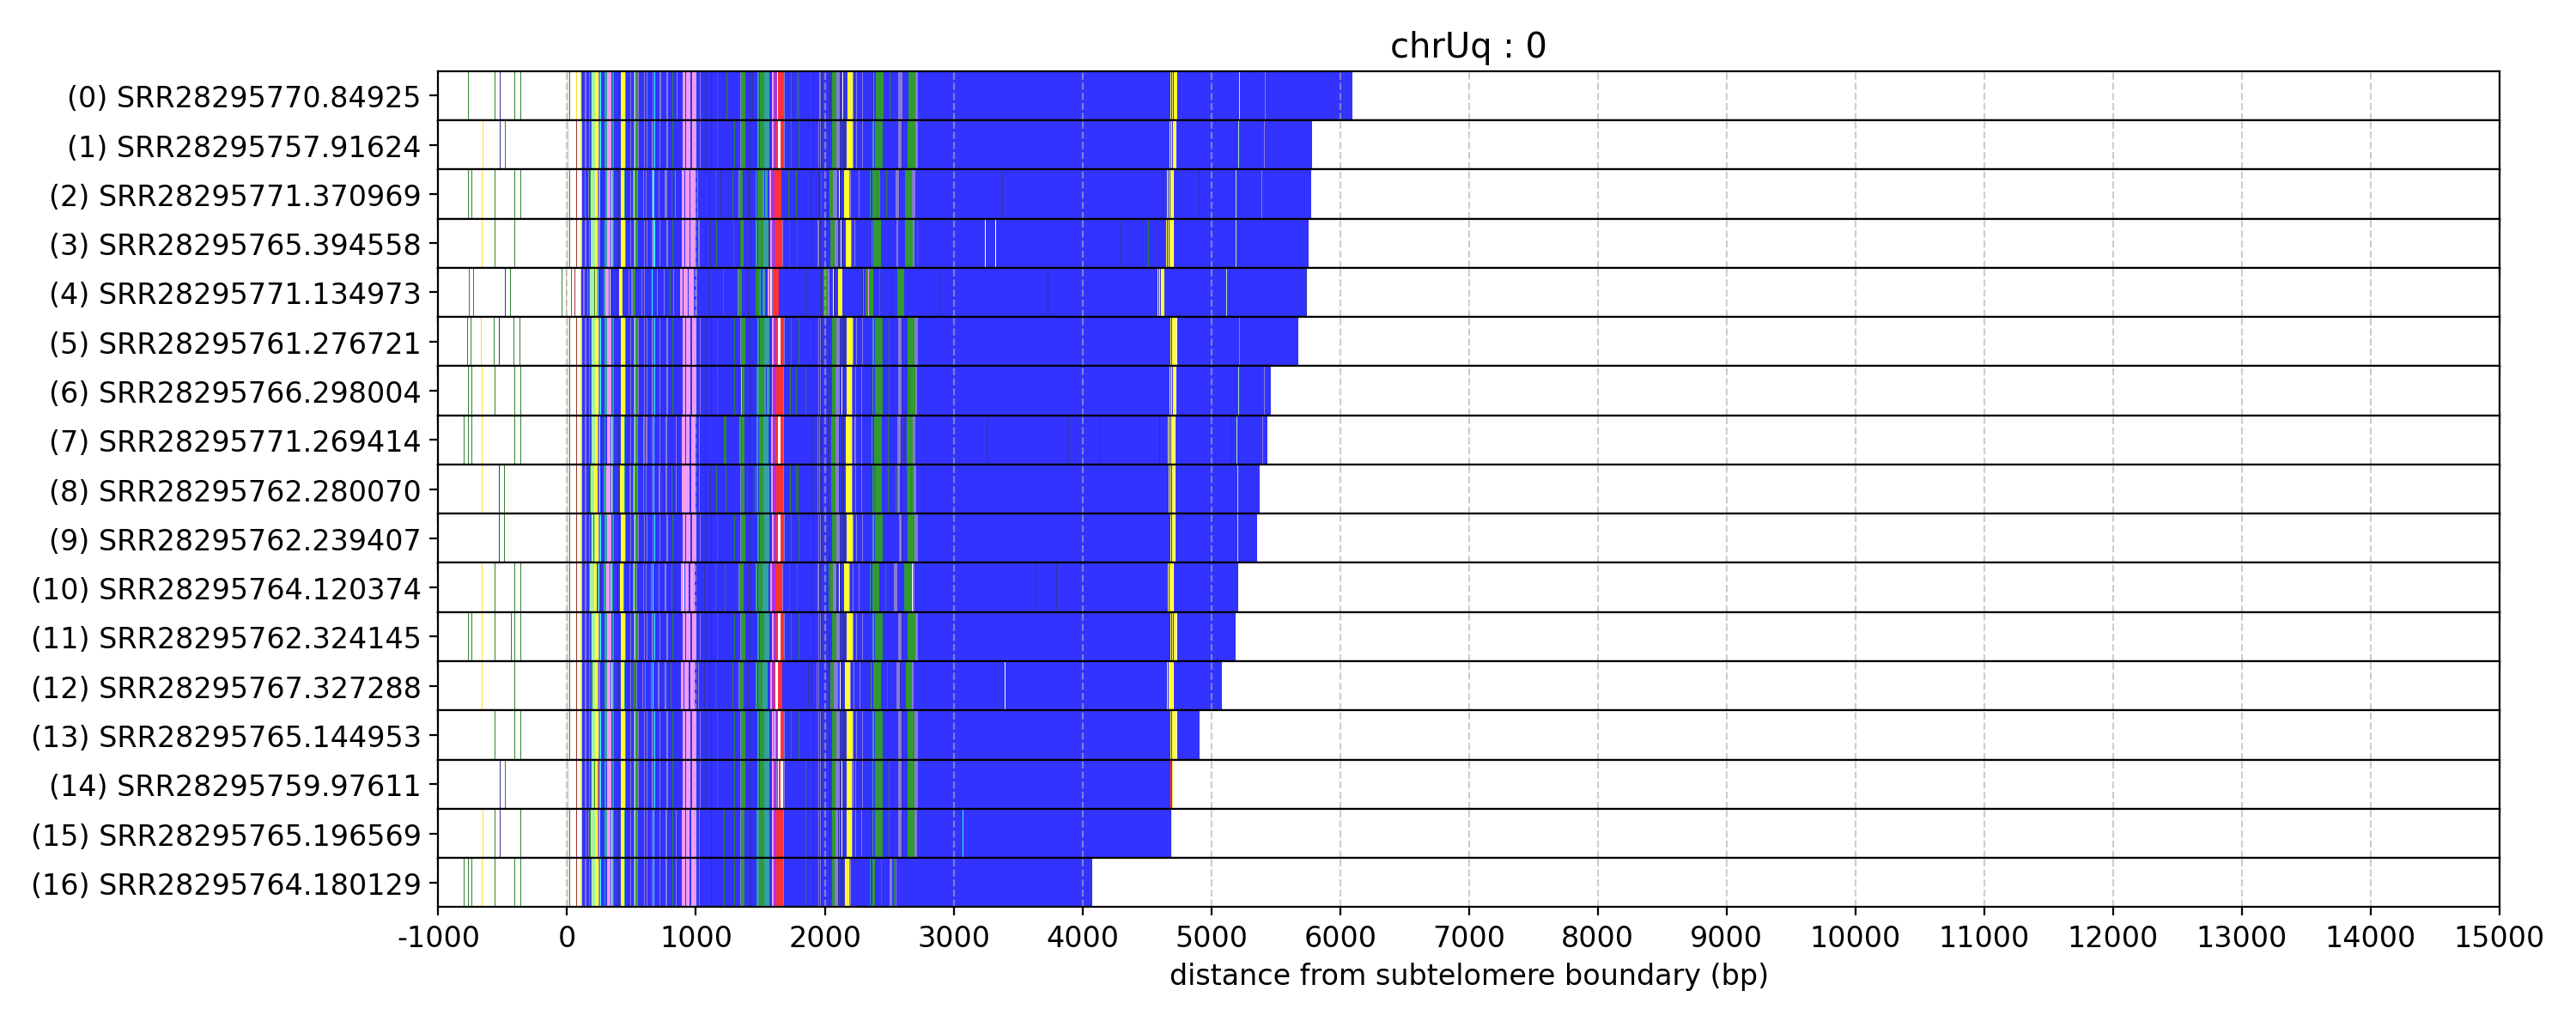 chrUq : 0
(0) SRR28295770.84925
(1) SRR28295757.91624
(2) SRR28295771.370969
(3) SRR28295765.394558
(4) SRR28295771.134973
(5) SRR28295761.276721
(6) SRR28295766.298004
(7) SRR28295771.269414
(8) SRR28295762.280070
(9) SRR28295762.239407
(10) SRR28295764.120374
(11) SRR28295762.324145
(12) SRR28295767.327288
(13) SRR28295765.144953
(14) SRR28295759.97611
(15) SRR28295765.196569
(16) SRR28295764.180129
-1000 0 1000 2000 3000 4000 5000 6000 7000 8000 9000 10000 11000 12000 13000 14000 15000
distance from subtelomere boundary (bp)